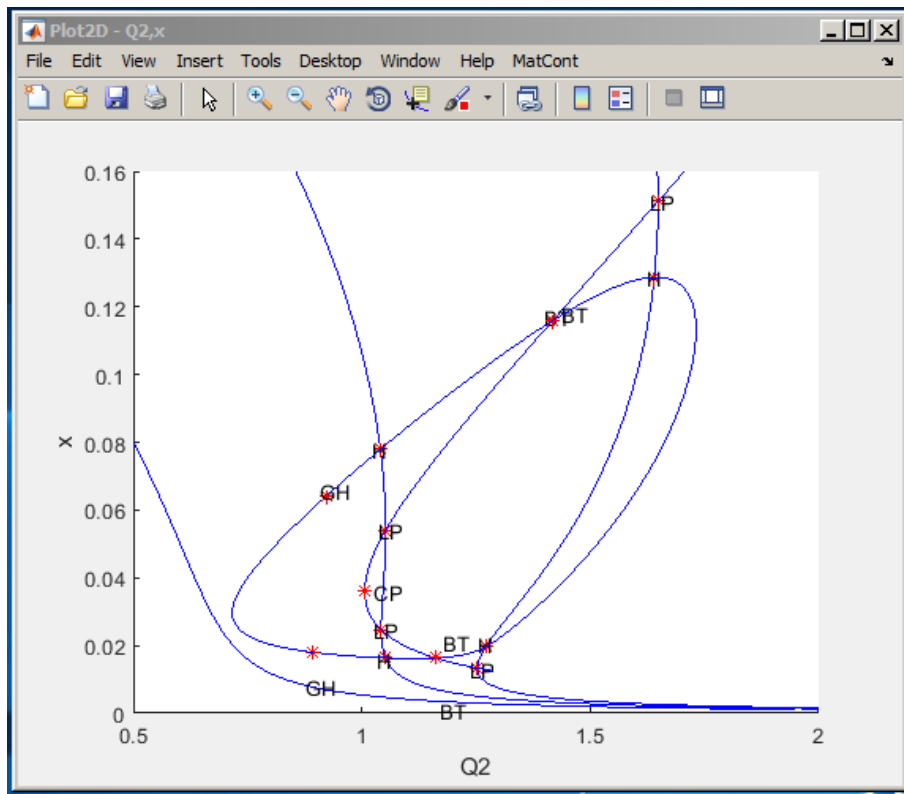 Plot2D - Q2,x
File Edit View Insert Tools Desktop Window Help MatCont
0.16
0.14
0.12
0.1
0.08
0.06
0.04
0.02
0
x
0.5
1
1.5
2
Q2
LP
H
BT
BT
H
GH
LP
CP
LP
BT
H
H
LP
GH
BT